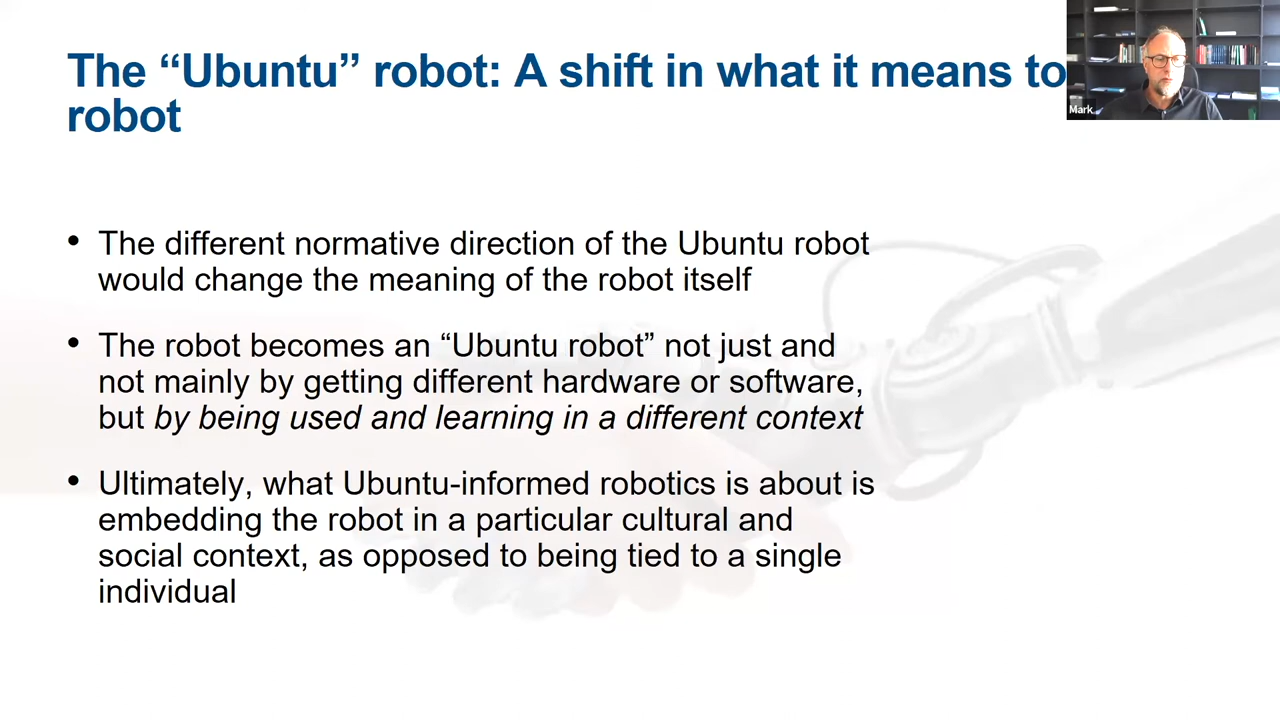 The “Ubuntu” robot: A shift in what it means to
robot
Mark
• The different normative direction of the Ubuntu robot
would change the meaning of the robot itself
• The robot becomes an “Ubuntu robot” not just and
not mainly by getting different hardware or software,
but by being used and learning in a different context
• Ultimately, what Ubuntu-informed robotics is about is
embedding the robot in a particular cultural and
social context, as opposed to being tied to a single
individual